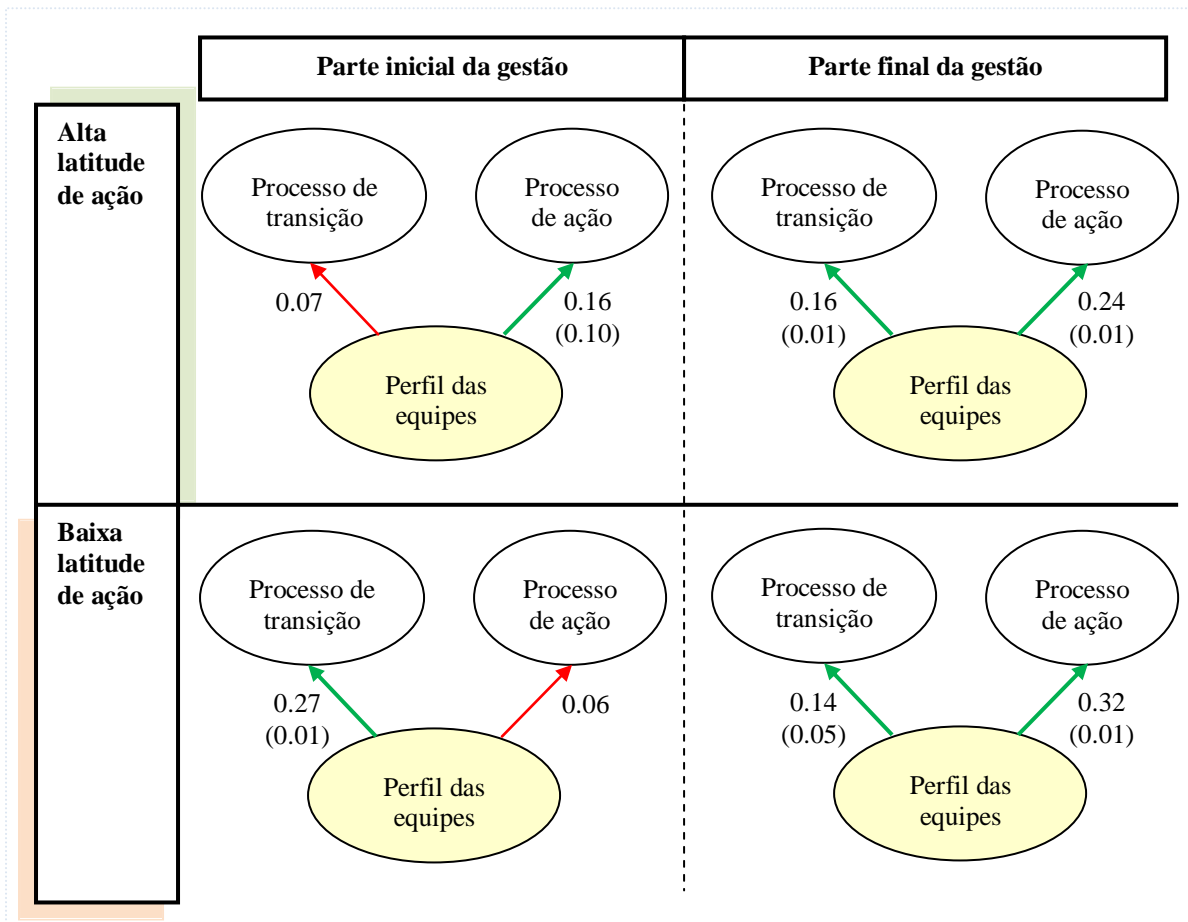 Parte inicial da gestão
Parte final da gestão
Alta
latitude
de ação
Processo de
transição
Processo
de ação
0.07
0.16
(0.10)
Perfil das
equipes
Processo de
transição
Processo
de ação
0.16
(0.01)
0.24
(0.01)
Perfil das
equipes
Baixa
latitude
de ação
Processo de
transição
Processo
de ação
0.27
(0.01)
0.06
Perfil das
equipes
Processo de
transição
Processo
de ação
0.14
(0.05)
0.32
(0.01)
Perfil das
equipes